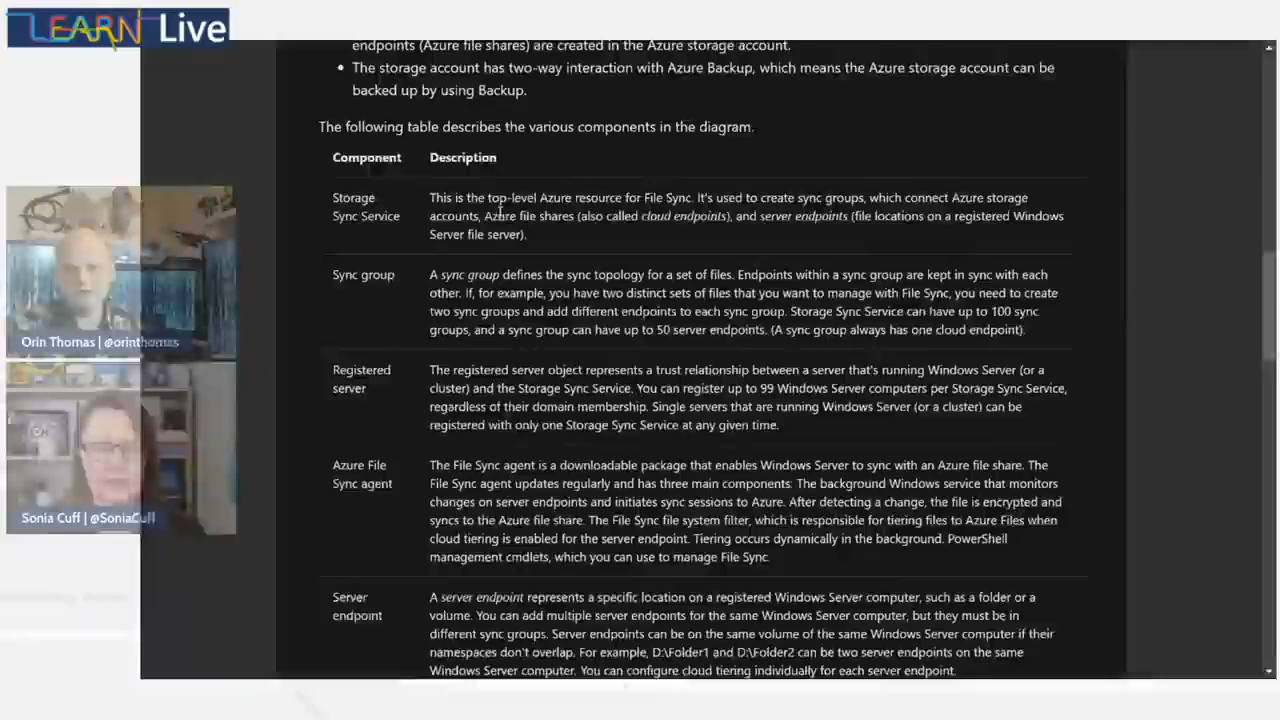 LEARN Live
endpoints (Azure file shares) are created in the Azure storage account.
• The storage account has two-way interaction with Azure Backup, which means the Azure storage account can be
backed up by using Backup.
The following table describes the various components in the diagram.
Component Description
Storage
Sync Service
This is the top-level Azure resource for File Sync. It's used to create sync groups, which connect Azure storage
accounts, Azure file shares (also called cloud endpoints), and server endpoints (file locations on a registered Windows
Server file server).
Sync group
A sync group defines the sync topology for a set of files. Endpoints within a sync group are kept in sync with each
other. If, for example, you have two distinct sets of files that you want to manage with File Sync, you need to create
two sync groups and add different endpoints to each sync group. Storage Sync Service can have up to 100 sync
groups, and a sync group can have up to 50 server endpoints. (A sync group always has one cloud endpoint).
Registered
server
The registered server object represents a trust relationship between a server that's running Windows Server (or a
cluster) and the Storage Sync Service. You can register up to 99 Windows Server computers per Storage Sync Service,
regardless of their domain membership. Single servers that are running Windows Server (or a cluster) can be
registered with only one Storage Sync Service at any given time.
Azure File
Sync agent
The File Sync agent is a downloadable package that enables Windows Server to sync with an Azure file share. The
File Sync agent updates regularly and has three main components: The background Windows service that monitors
changes on server endpoints and initiates sync sessions to Azure. After detecting a change, the file is encrypted and
syncs to the Azure file share. The File Sync file system filter, which is responsible for tiering files to Azure Files when
cloud tiering is enabled for the server endpoint. Tiering occurs dynamically in the background. PowerShell
management cmdlets, which you can use to manage File Sync.
Server
endpoint
A server endpoint represents a specific location on a registered Windows Server computer, such as a folder or a
volume. You can add multiple server endpoints for the same Windows Server computer, but they must be in
different sync groups. Server endpoints can be on the same volume of the same Windows Server computer if their
namespaces don't overlap. For example, D:\Folder1 and D:\Folder2 can be two server endpoints on the same
Windows Server computer. You can configure cloud tiering individually for each server endpoint.
Orin Thomas | @orinthomas
Sonia Cuff | @SoniaCuff